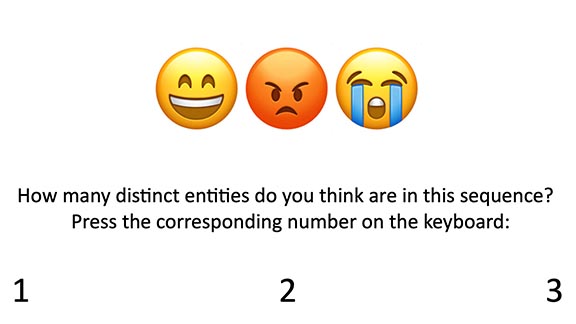 How many distinct entities do you think are in this sequence?
Press the corresponding number on the keyboard:
1 2 3